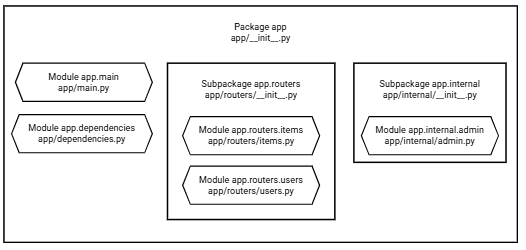 Package app
app/__init__.py
Module app.main
app/main.py
Module app.dependencies
app/dependencies.py
Subpackage app.routers
app/routers/__init__.py
Module app.routers.items
app/routers/items.py
Module app.routers.users
app/routers/users.py
Subpackage app.internal
app/internal/__init__.py
Module app.internal.admin
app/internal/admin.py